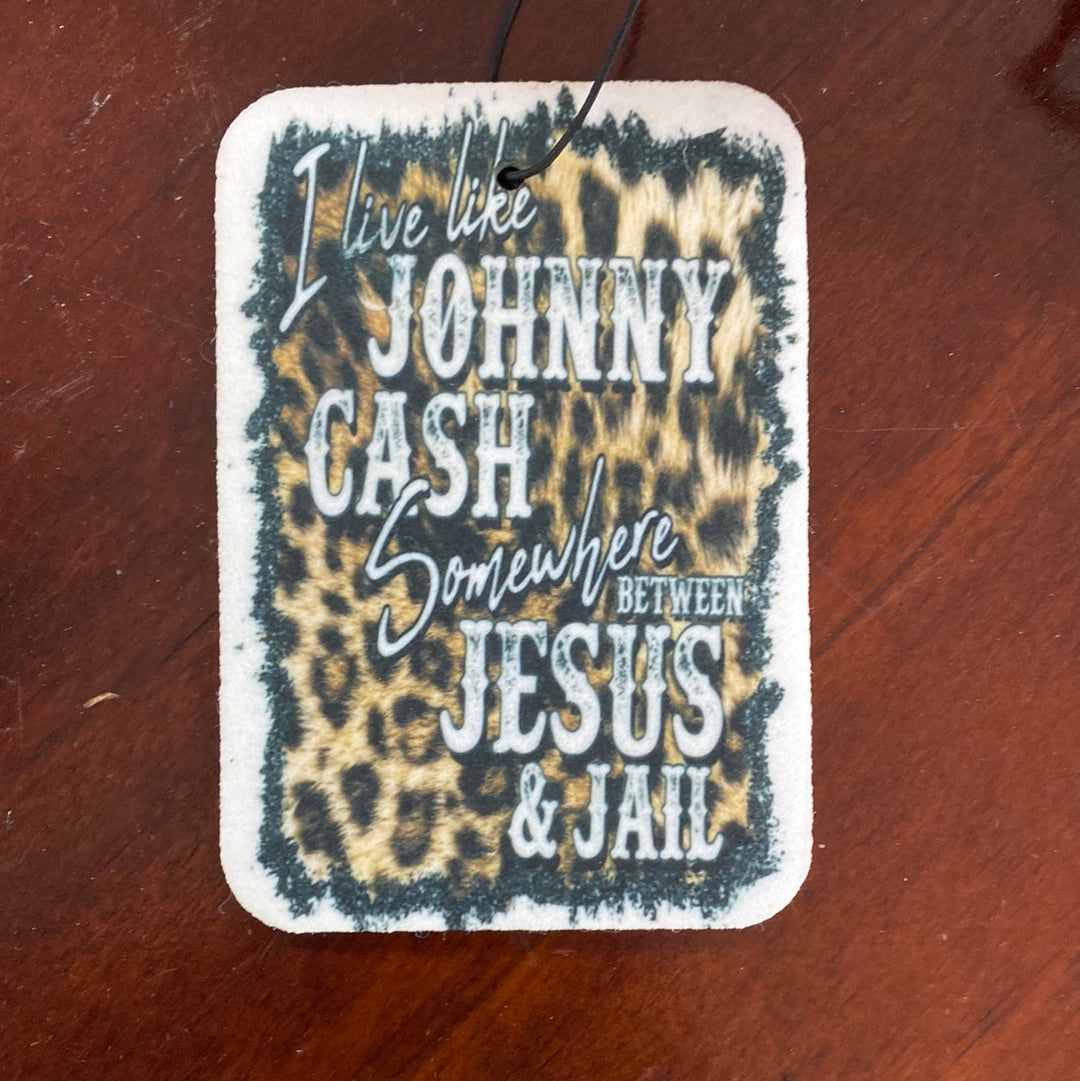 I live like
JOHNNY
CASH
Somewhere
BETWEEN
JESUS
& JAIL